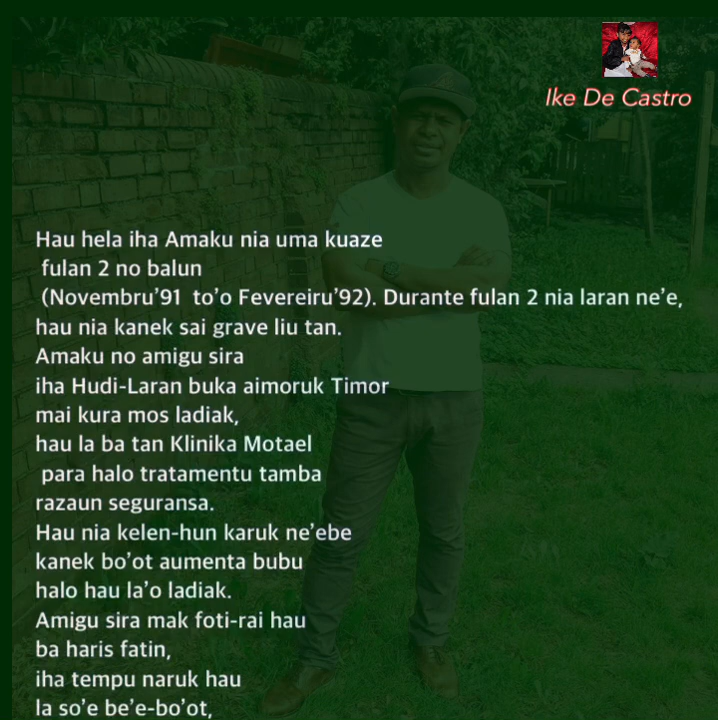 Ike De Castro
Hau hela iha Amaku nia uma kuaze
fulan 2 no balun
(Novembru’91 to’o Fevereiru’92). Durante fulan 2 nia laran ne’e,
hau nia kanek sai grave liu tan.
Amaku no amigu sira
iha Hudi-Laran buka aimoruk Timor
mai kura mos ladiak,
hau la ba tan Klinika Motael
para halo tratamentu tamba
razaun seguransa.
Hau nia kelen-hun karuk ne’ebe
kanek bo’ot aumenta bubu
halo hau la’o ladiak.
Amigu sira mak foti-rai hau
ba haris fatin,
iha tempu naruk hau
la so’e be’e-bo’ot,